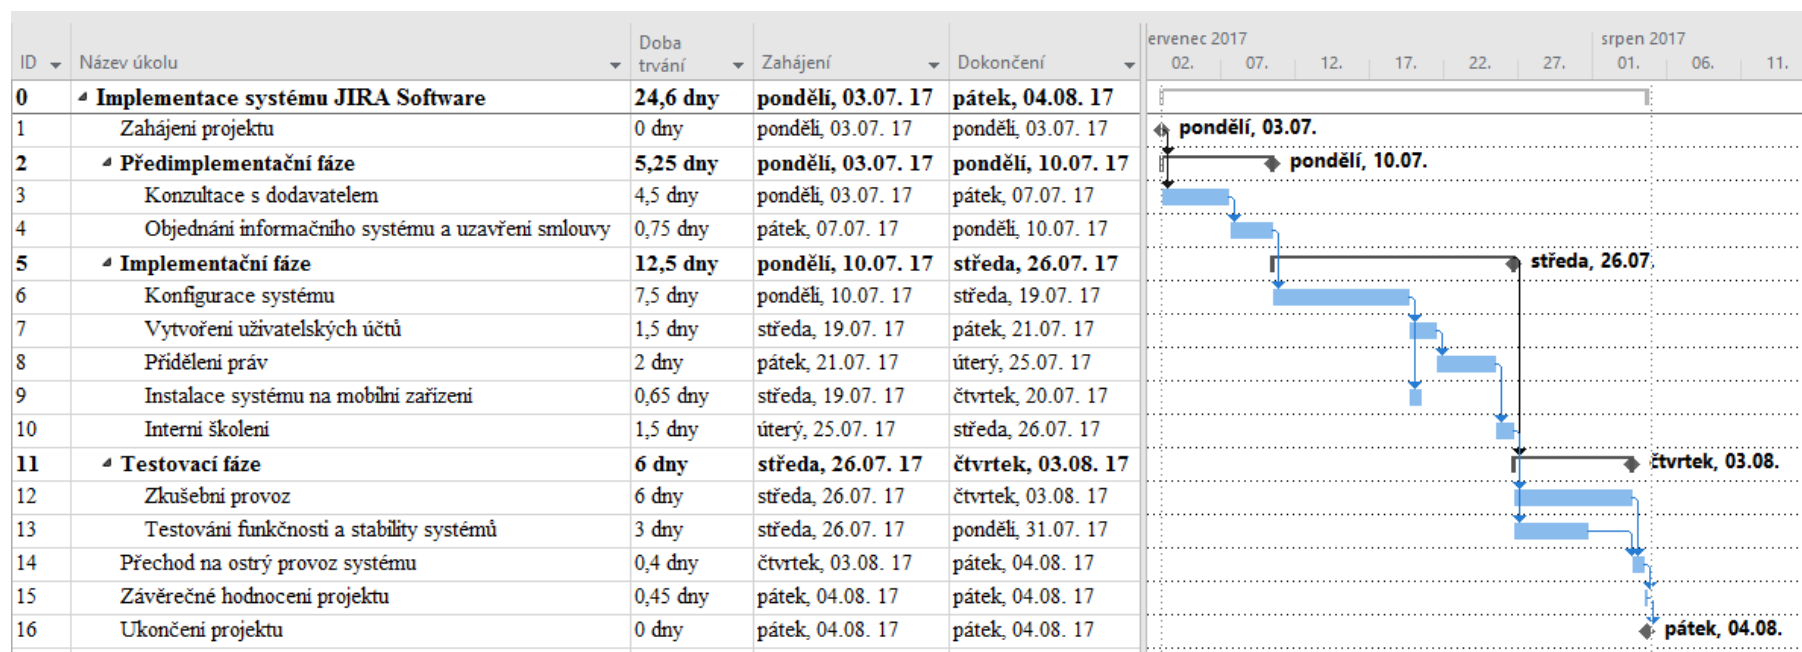 ervenec 2017 srpen 2017
ID Název úkolu Doba trvání Zahájení Dokončení 02. 07. 12. 17. 22. 27. 01. 06. 11.
0 Implementace systému JIRA Software 24,6 dny pondělí, 03.07. 17 pátek, 04.08. 17
1 Zahájení projektu 0 dny pondělí, 03.07. 17 pondělí, 03.07. 17 pondělí, 03.07.
2 Předimplementační fáze 5,25 dny pondělí, 03.07. 17 pondělí, 10.07. 17 pondělí, 10.07.
3 Konzultace s dodavatelem 4,5 dny pondělí, 03.07. 17 pátek, 07.07. 17
4 Objednání informačního systému a uzavření smlouvy 0,75 dny pátek, 07.07. 17 pondělí, 10.07. 17
5 Implementační fáze 12,5 dny pondělí, 10.07. 17 středa, 26.07. 17 středa, 26.07.
6 Konfigurace systému 7,5 dny pondělí, 10.07. 17 středa, 19.07. 17
7 Vytvoření uživatelských účtů 1,5 dny středa, 19.07. 17 pátek, 21.07. 17
8 Přidělení práv 2 dny pátek, 21.07. 17 úterý, 25.07. 17
9 Instalace systému na mobilní zařízení 0,65 dny středa, 19.07. 17 čtvrtek, 20.07. 17
10 Interní školení 1,5 dny úterý, 25.07. 17 středa, 26.07. 17
11 Testovací fáze 6 dny středa, 26.07. 17 čtvrtek, 03.08. 17 čtvrtek, 03.08.
12 Zkušební provoz 6 dny středa, 26.07. 17 čtvrtek, 03.08. 17
13 Testování funkčnosti a stability systémů 3 dny středa, 26.07. 17 pondělí, 31.07. 17
14 Přechod na ostrý provoz systému 0,4 dny čtvrtek, 03.08. 17 pátek, 04.08. 17
15 Závěrečné hodnocení projektu 0,45 dny pátek, 04.08. 17 pátek, 04.08. 17
16 Ukončení projektu 0 dny pátek, 04.08. 17 pátek, 04.08. 17 pátek, 04.08.